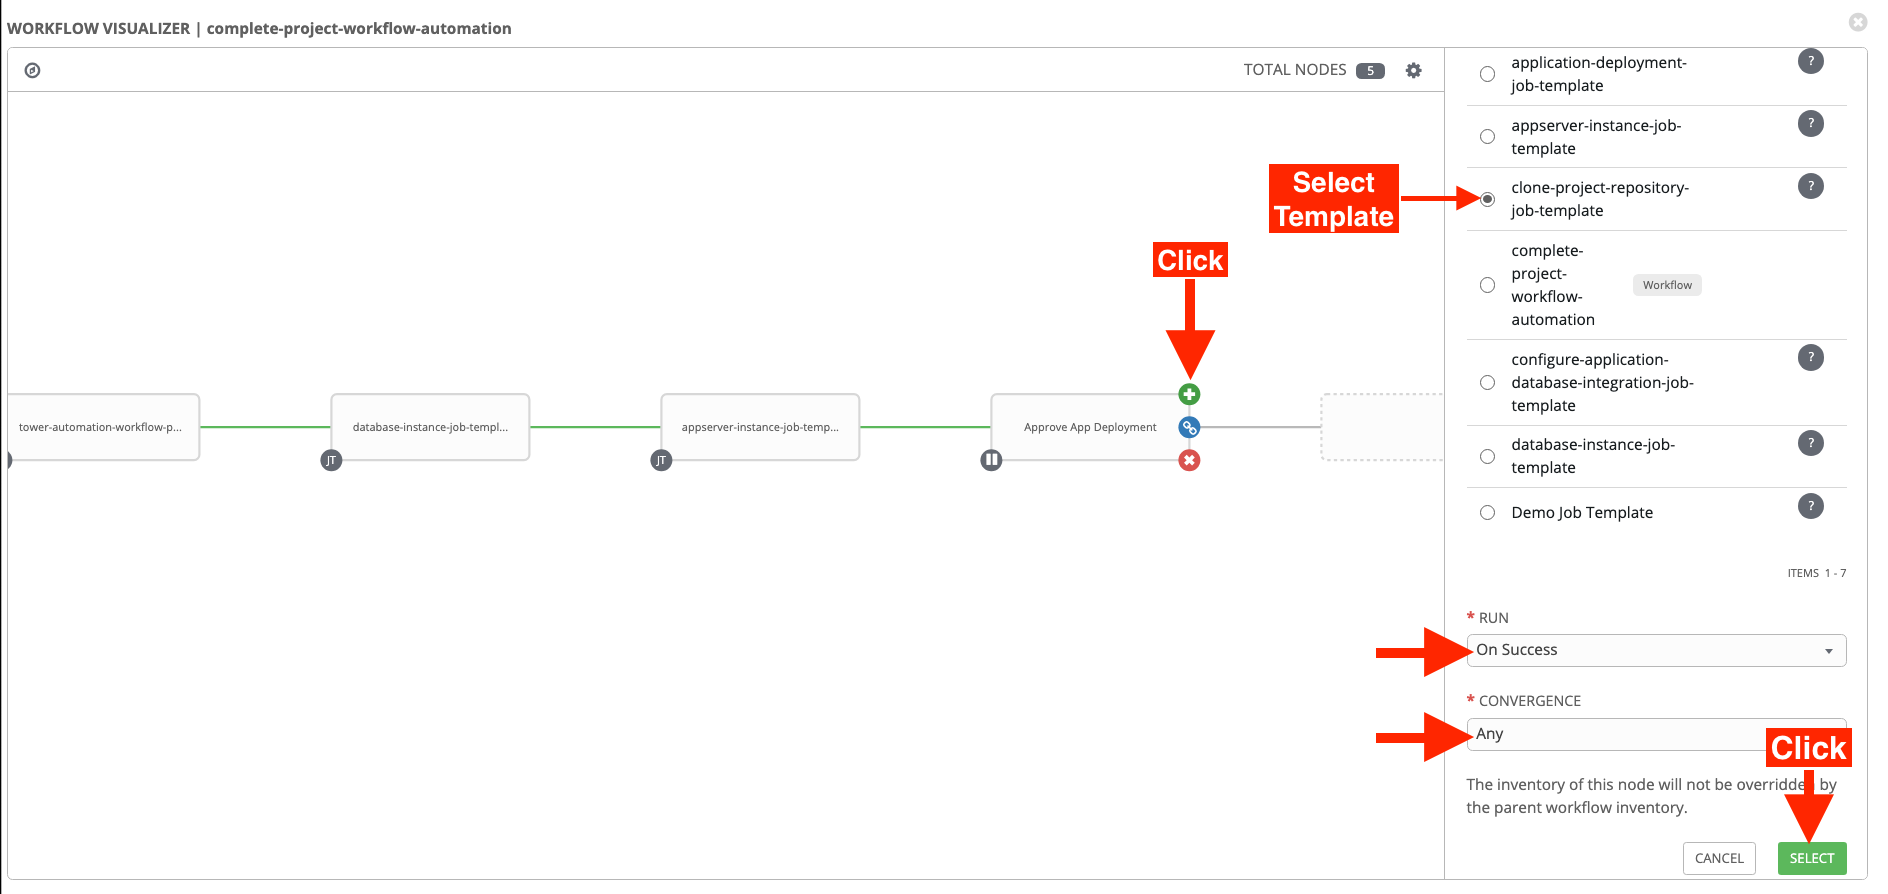 WORKFLOW VISUALIZER | complete-project-workflow-automation
TOTAL NODES 5
tower-automation-workflow-p...
database-instance-job-templ...
JT
appserver-instance-job-temp...
JT
Approve App Deployment
Click
Select
Template
application-deployment-
job-template
?
appserver-instance-job-
template
?
clone-project-repository-
job-template
?
complete-
project-
workflow-
automation
Workflow
configure-application-
database-integration-job-
template
?
database-instance-job-
template
?
Demo Job Template
?
ITEMS 1 - 7
* RUN
On Success
* CONVERGENCE
Any
Click
The inventory of this node will not be overridden by
the parent workflow inventory.
CANCEL
SELECT